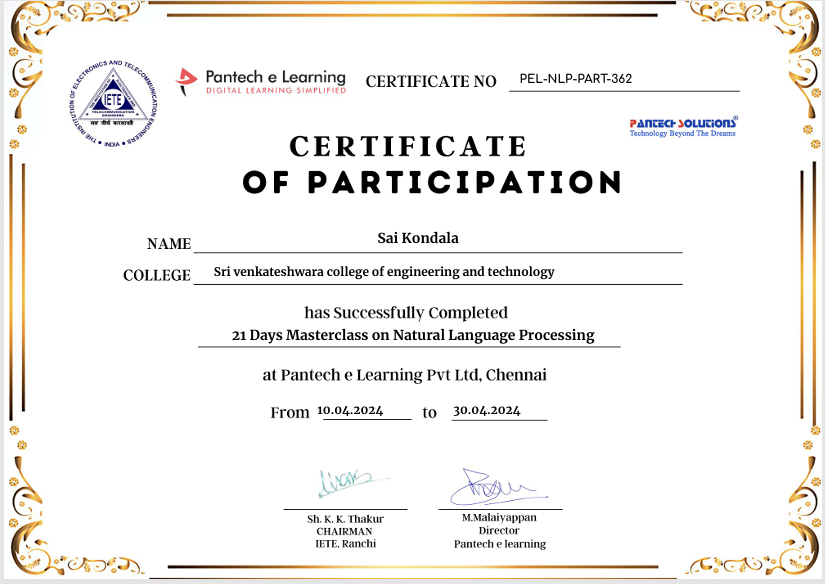 THE INSTITUTION OF ELECTRONICS AND TELECOMMUNICATION ENGINEERS
IETE
TELECOMMUNICATION
ENGINEERS
INDIA
Pantech e Learning
DIGITAL LEARNING SIMPLIFIED
CERTIFICATE NO PEL-NLP-PART-362
PANTECH SOLUTIONS®
Technology Beyond The Dreams
CERTIFICATE
OF PARTICIPATION
NAME Sai Kondala
COLLEGE Sri venkateshwara college of engineering and technology
has Successfully Completed
21 Days Masterclass on Natural Language Processing
at Pantech e Learning Pvt Ltd, Chennai
From 10.04.2024 to 30.04.2024
Sh. K. K. Thakur
CHAIRMAN
IETE, Ranchi
M.Malaiyappan
Director
Pantech e learning